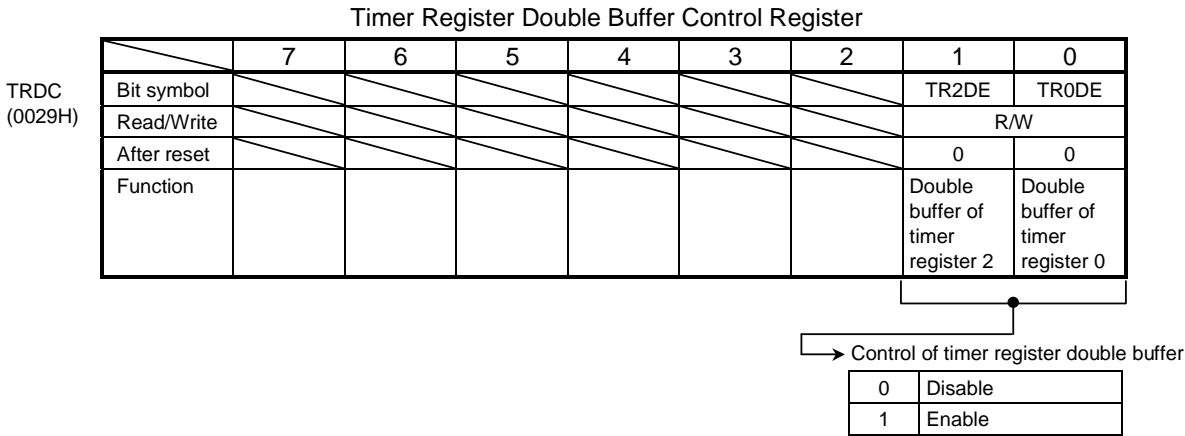 Timer Register Double Buffer Control Register
7 6 5 4 3 2 1 0
TRDC
(0029H)
Bit symbol TR2DE TR0DE
Read/Write R/W
After reset 0 0
Function Double Double
buffer of buffer of
timer timer
register 2 register 0
Control of timer register double buffer
0 Disable
1 Enable